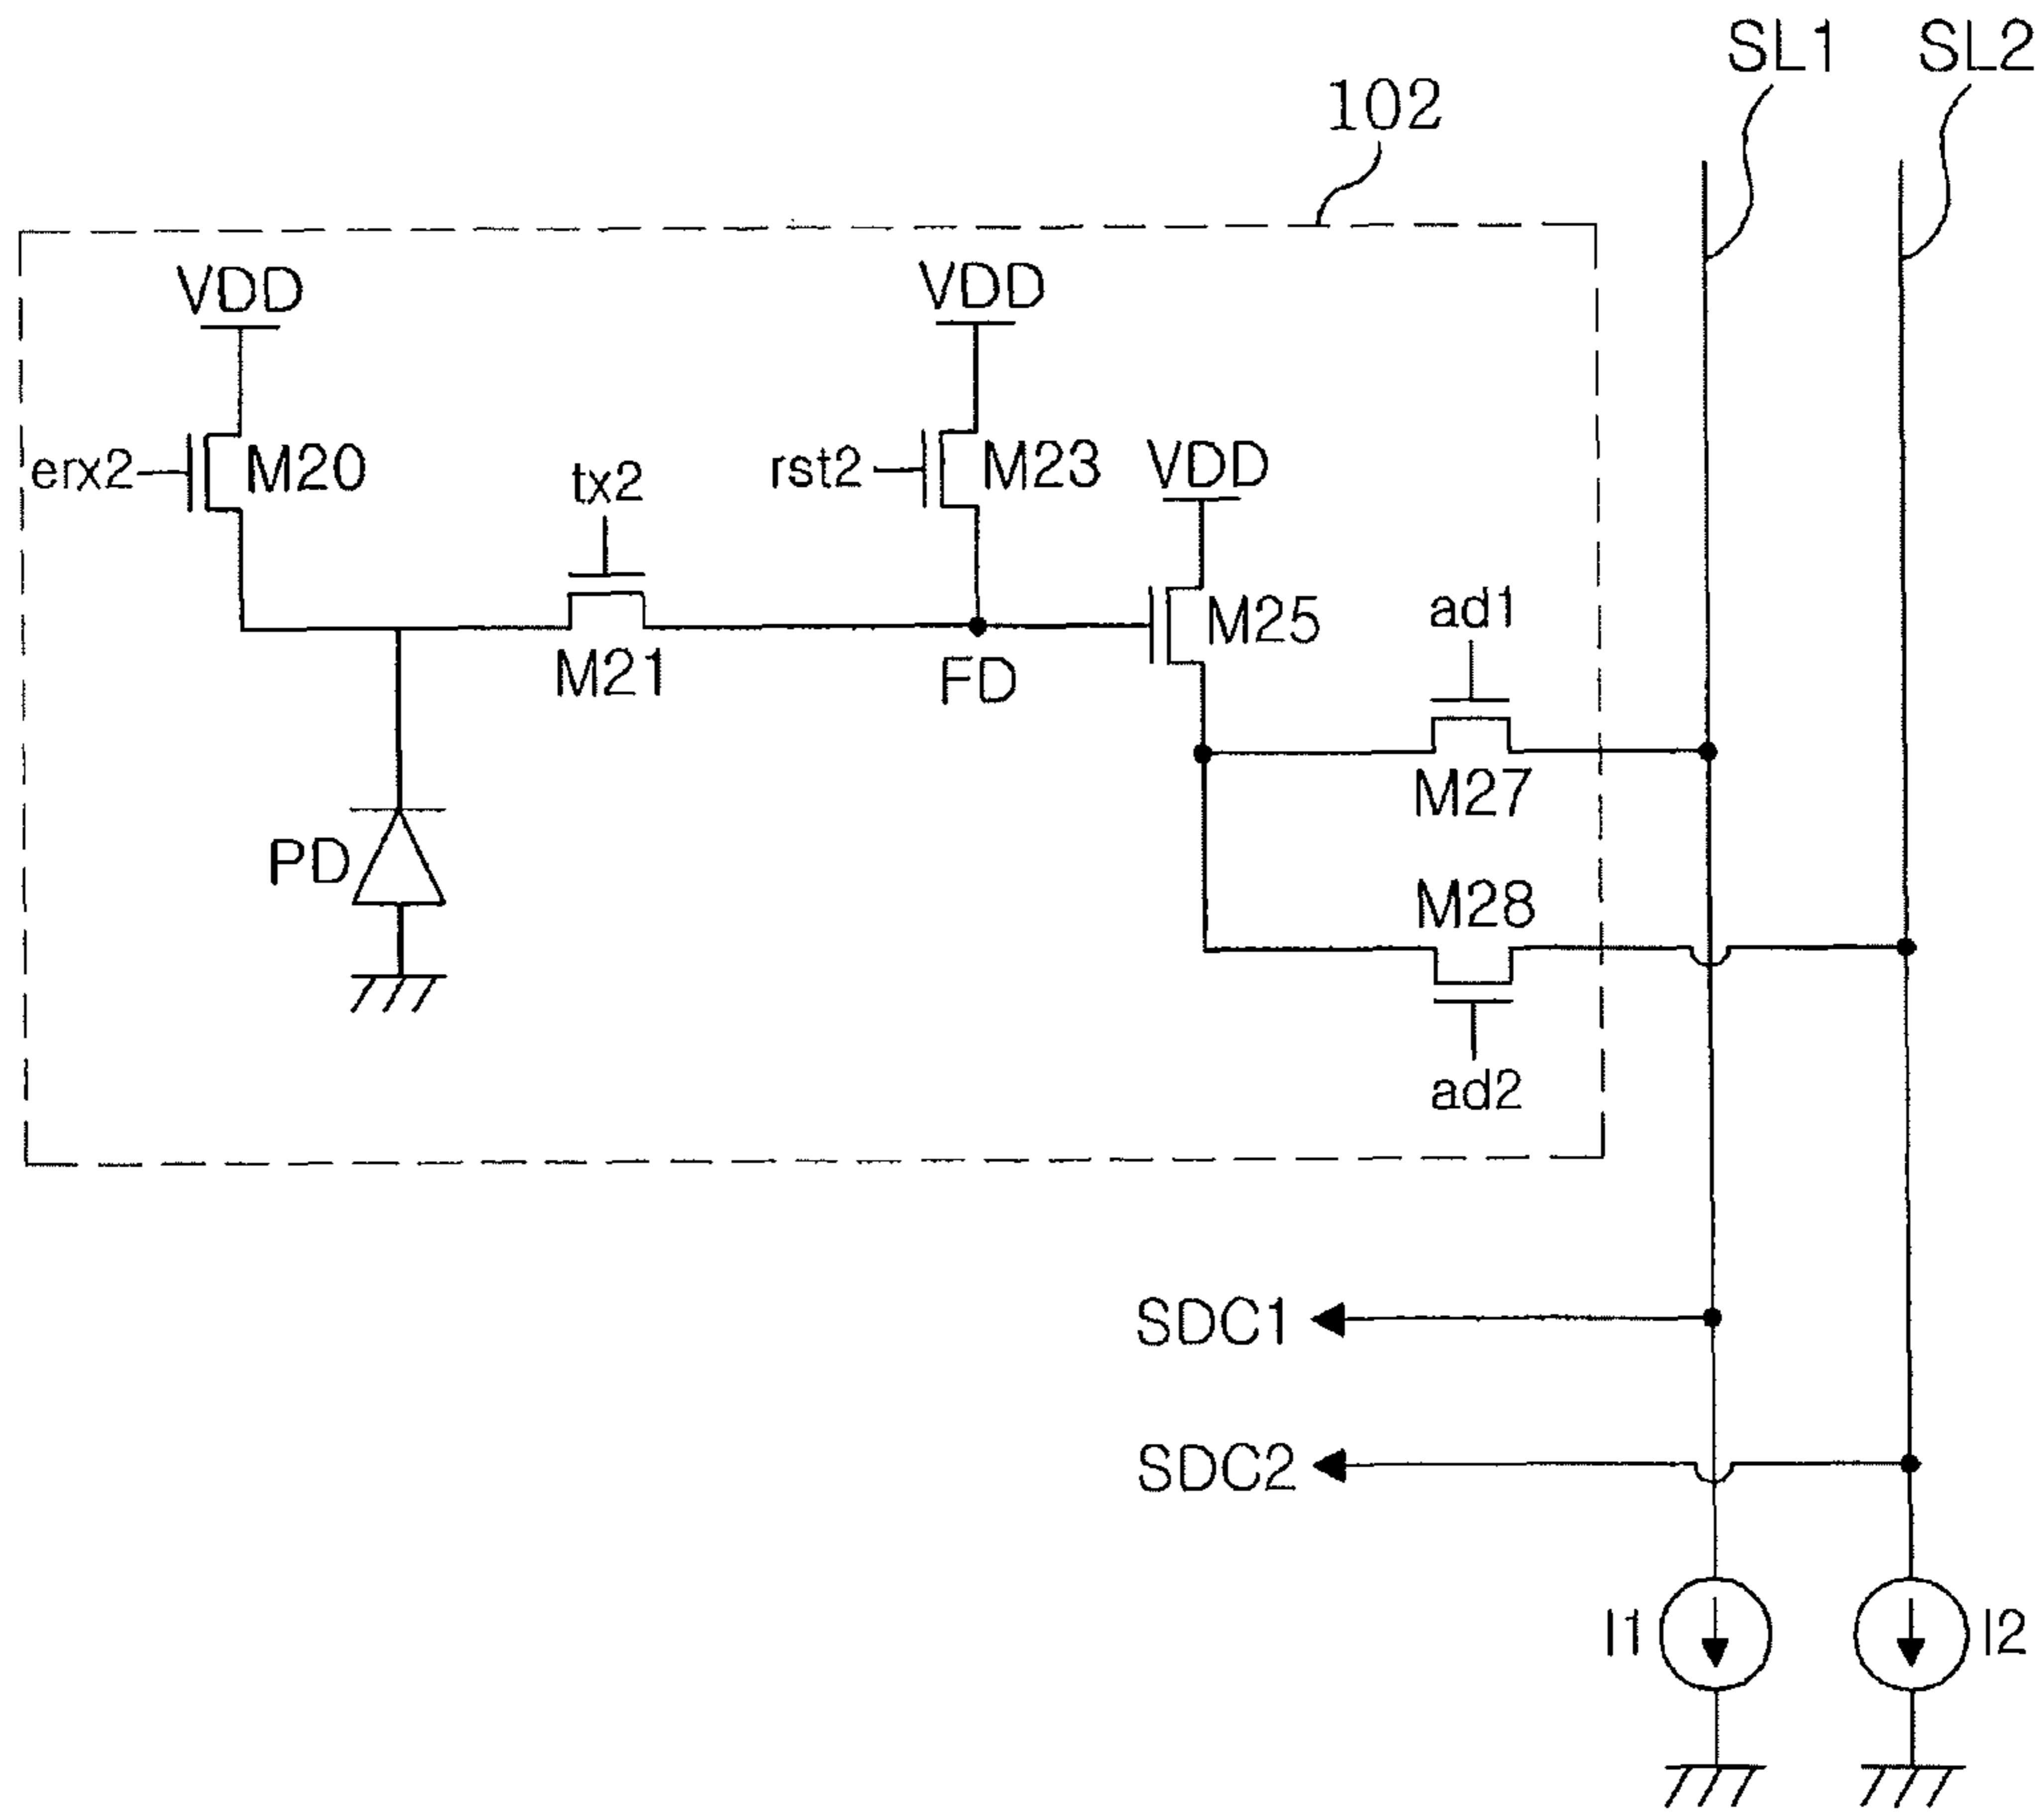 SL1
SL2
102
VDD
VDD
erx2
M20
tx2
rst2
M23
VDD
M21
FD
M25
ad1
M27
PD
M28
ad2
SDC1
SDC2
I1
I2